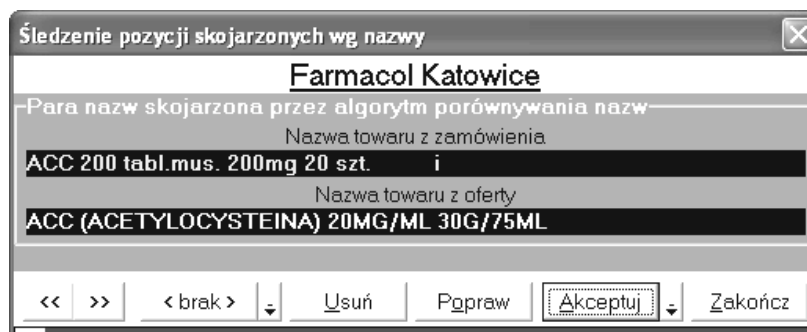 Śledzenie pozycji skojarzonych wg nazwy
Farmacol Katowice
Para nazw skojarzona przez algorytm porównywania nazw
Nazwa towaru z zamówienia
ACC 200 tabl.mus. 200mg 20 szt. i
Nazwa towaru z oferty
ACC (ACETYLOCYSTEINA) 20MG/ML 30G/75ML
<< >> < brak > Usuń Popraw Akceptuj Zakończ